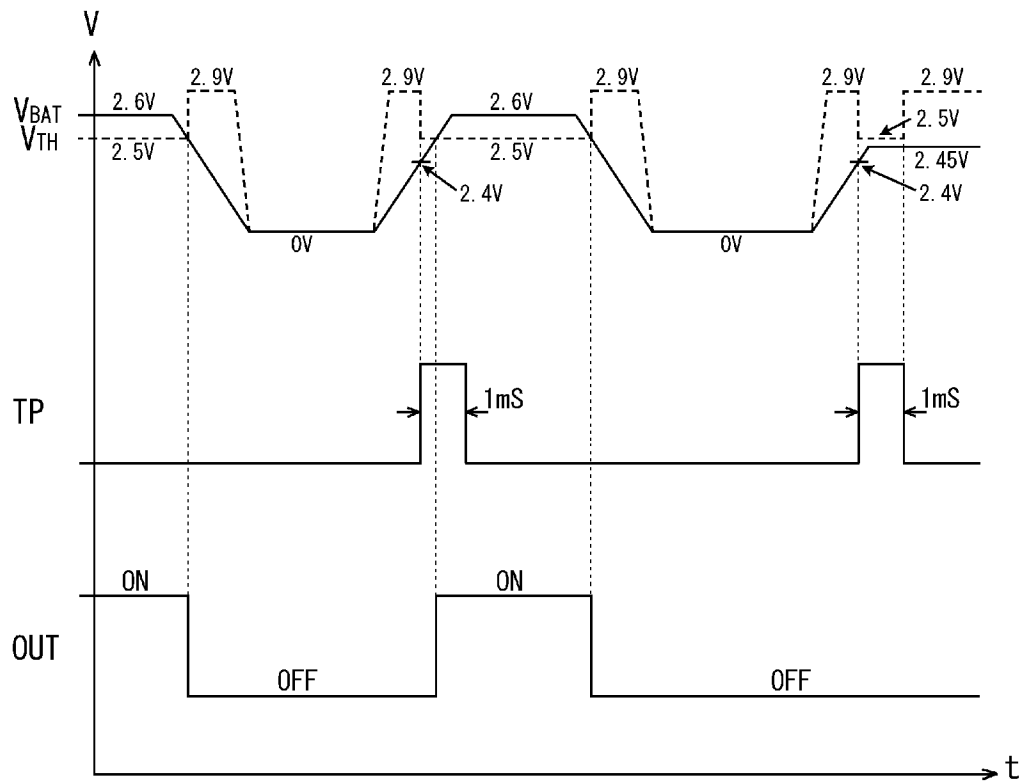 V
2.9V 2.9V 2.9V 2.9V 2.9V
VBAT 2.6V 2.6V
VTH 2.5V 2.5V 2.5V 2.45V
2.4V 2.4V
0V 0V
TP 1mS 1mS
ON ON
OUT
OFF OFF
t